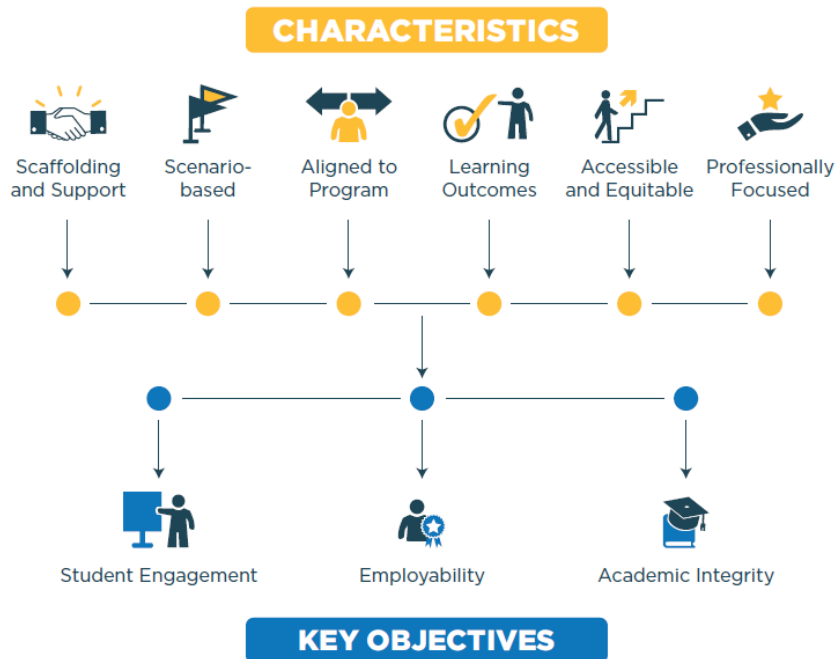 CHARACTERISTICS
Scaffolding
and Support
Scenario-
based
Aligned to
Program
Learning
Outcomes
Accessible
and Equitable
Professionally
Focused
Student Engagement
Employability
Academic Integrity
KEY OBJECTIVES